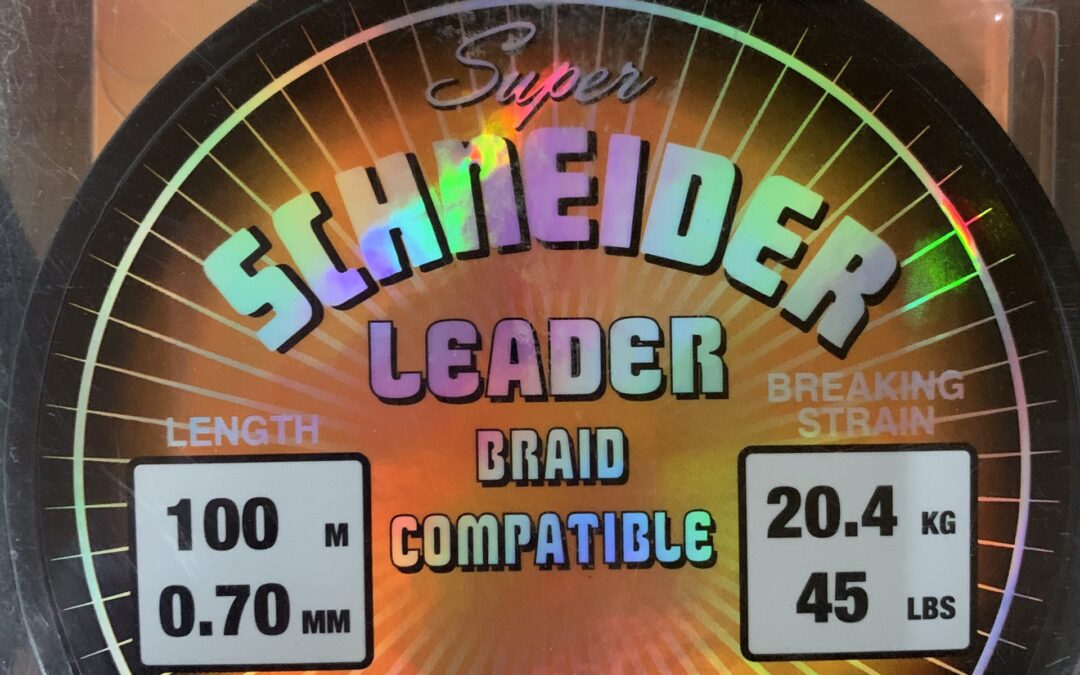 Super
SCHNEIDER
LEADER
BRAID
COMPATIBLE
LENGTH
100 M
0.70 MM
BREAKING
STRAIN
20.4 KG
45 LBS